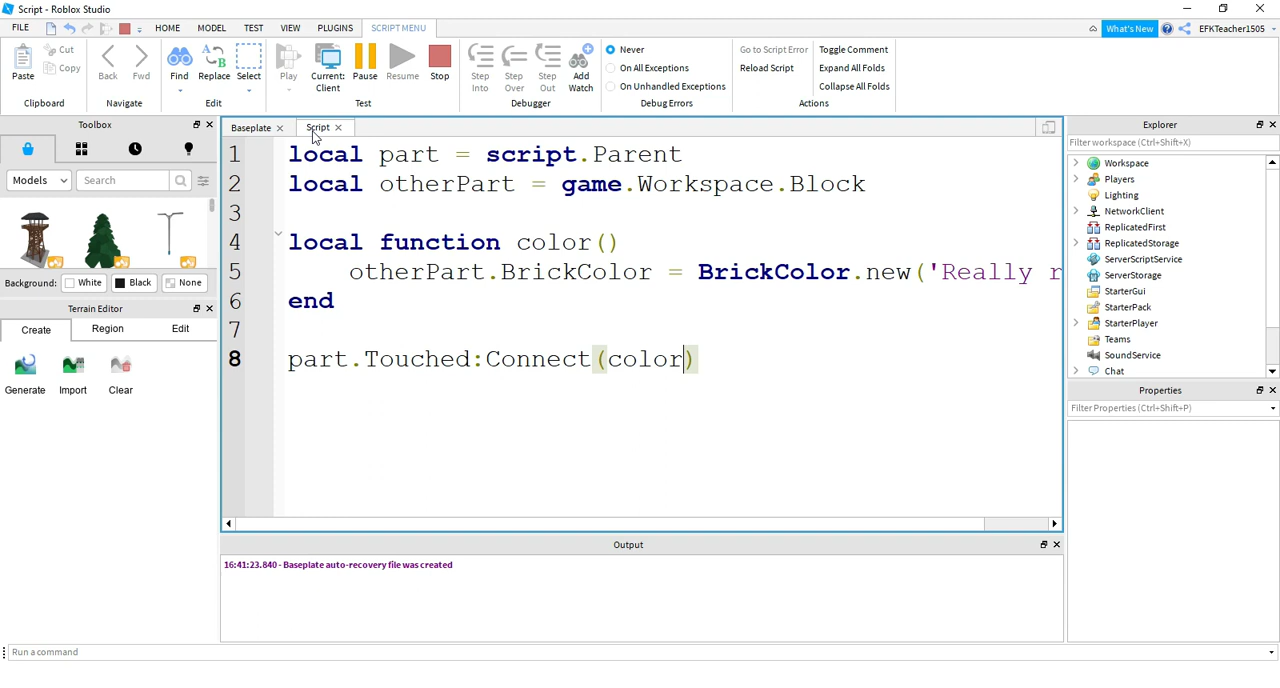 Script - Roblox Studio
FILE HOME MODEL TEST VIEW PLUGINS SCRIPT MENU What's New EFKTeacher1505
Paste Cut Copy Back Fwd Find Replace Select Play Current: Client Pause Resume Stop Step Into Step Over Step Out Add Watch
Never
On All Exceptions
On Unhandled Exceptions
Go to Script Error Toggle Comment
Reload Script Expand All Folds
Collapse All Folds
Clipboard Navigate Edit Test Debugger Debug Errors Actions
Toolbox
Models Search
Background: White Black None
Terrain Editor
Create Region Edit
Generate Import Clear
Baseplate Script
1 local part = script.Parent
2 local otherPart = game.Workspace.Block
3
4 local function color()
5 otherPart.BrickColor = BrickColor.new('Really r
6 end
7
8 part.Touched:Connect(color)
Output
16:41:23.840 - Baseplate auto-recovery file was created
Explorer
Filter workspace (Ctrl+Shift+X)
Workspace
Players
Lighting
NetworkClient
ReplicatedFirst
ReplicatedStorage
ServerScriptService
ServerStorage
StarterGui
StarterPack
StarterPlayer
Teams
SoundService
Chat
Properties
Filter Properties (Ctrl+Shift+P)
Run a command